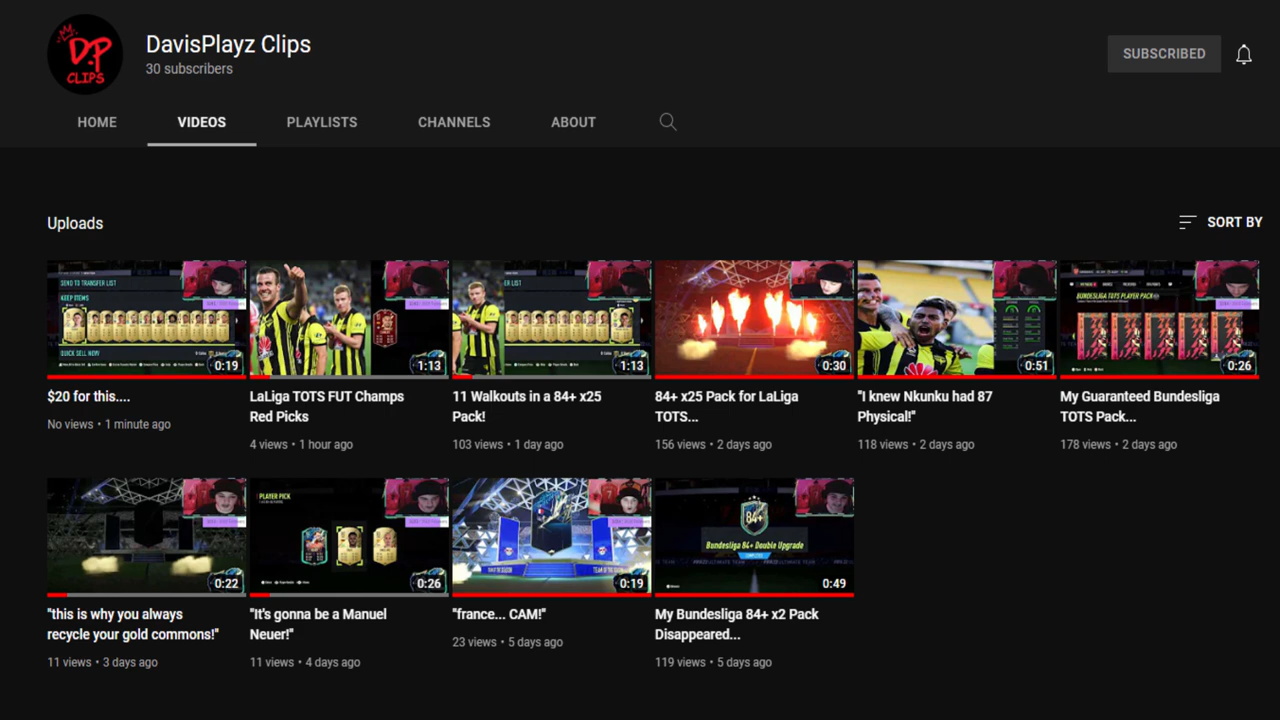 D.P
CLIPS
DavisPlayz Clips
30 subscribers
SUBSCRIBED
HOME
VIDEOS
PLAYLISTS
CHANNELS
ABOUT
Uploads
SORT BY
SEND TO TRANSFER LIST
KEEP ITEMS
QUICK SELL NOW!
0:19
1:13
ER LIST
1:13
0:30
0:51
BUNDESLIGA TOTS PLAYER PACK
0:26
$20 for this....
LaLiga TOTS FUT Champs
Red Picks
11 Walkouts in a 84+ x25
Pack!
84+ x25 Pack for LaLiga
TOTS...
"I knew Nkunku had 87
Physical!"
My Guaranteed Bundesliga
TOTS Pack...
No views • 1 minute ago
4 views • 1 hour ago
103 views • 1 day ago
156 views • 2 days ago
118 views • 2 days ago
178 views • 2 days ago
0:22
PLAYER PICK
0:26
TEAM OF THE SEASON
0:19
84+
Bundesliga 84+ Double Upgrade
COMPLETED
0:49
"this is why you always
recycle your gold commons!"
"It's gonna be a Manuel
Neuer!"
"france... CAM!"
My Bundesliga 84+ x2 Pack
Disappeared...
11 views • 3 days ago
11 views • 4 days ago
23 views • 5 days ago
119 views • 5 days ago